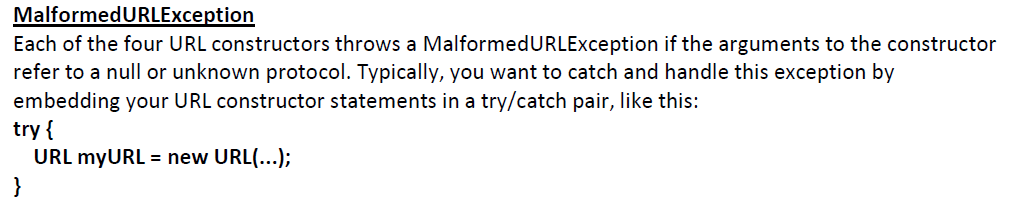 MalformedURLException
Each of the four URL constructors throws a MalformedURLException if the arguments to the constructor
refer to a null or unknown protocol. Typically, you want to catch and handle this exception by
embedding your URL constructor statements in a try/catch pair, like this:
try {
URL myURL = new URL(...);
}